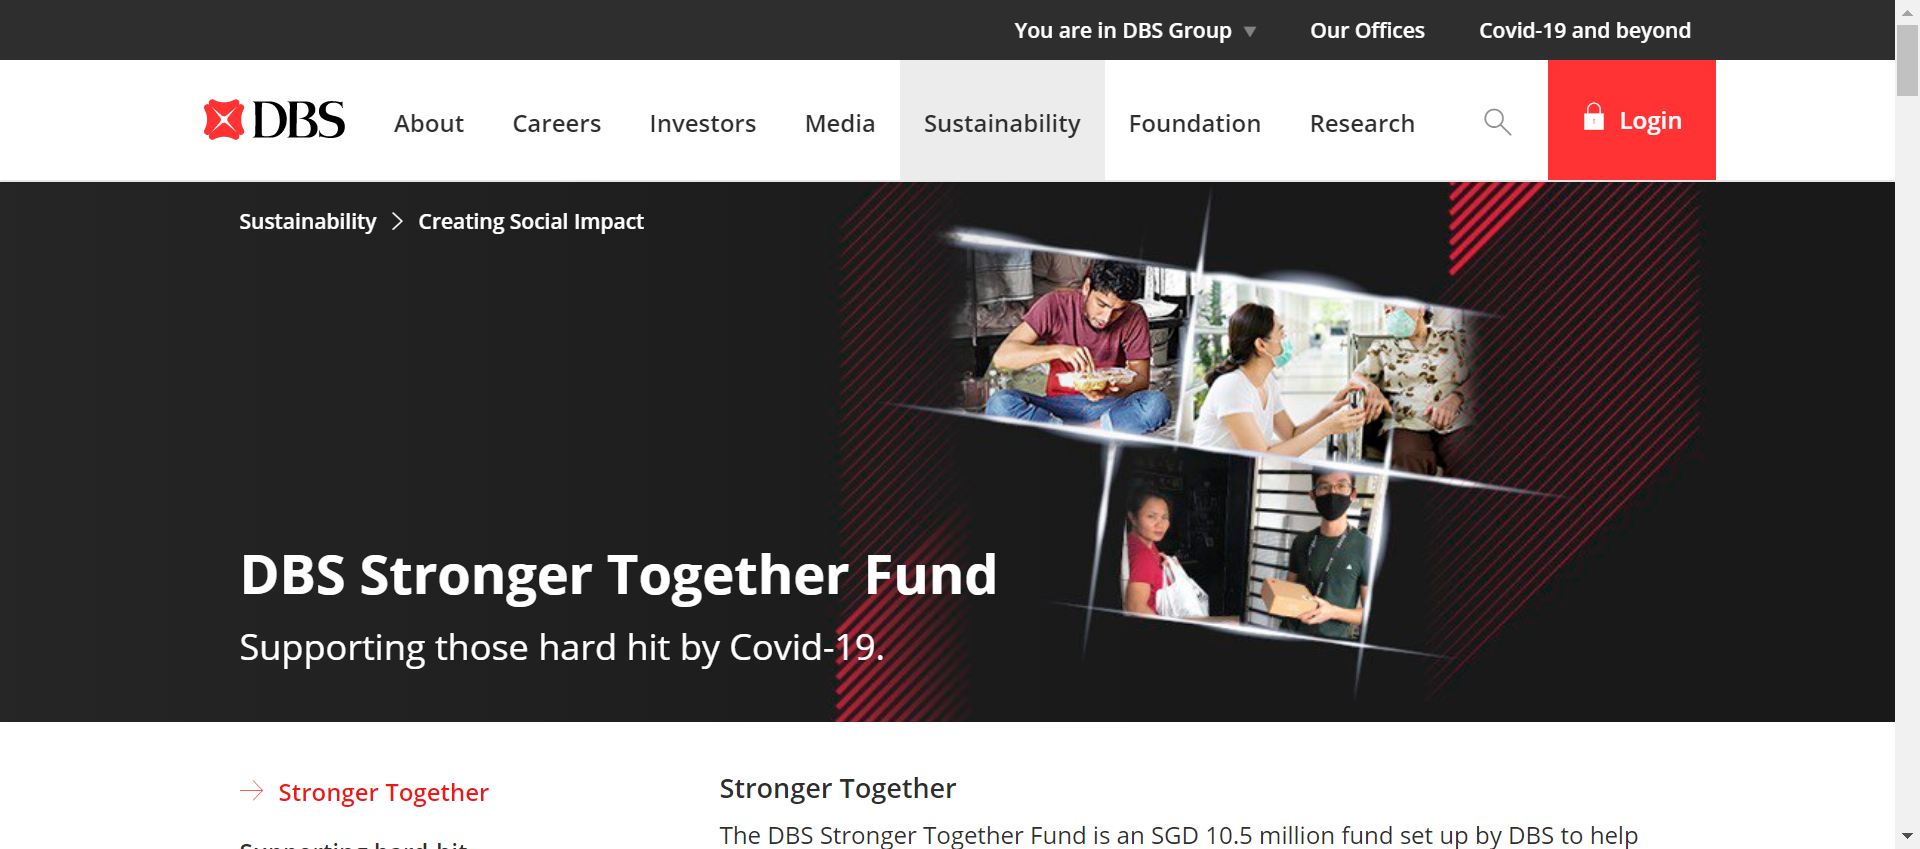 You are in DBS Group Our Offices Covid-19 and beyond
DBS About Careers Investors Media Sustainability Foundation Research Login
Sustainability Creating Social Impact
DBS Stronger Together Fund
Supporting those hard hit by Covid-19.
Stronger Together
Stronger Together
The DBS Stronger Together Fund is an SGD 10.5 million fund set up by DBS to help
Supporting hard-hit